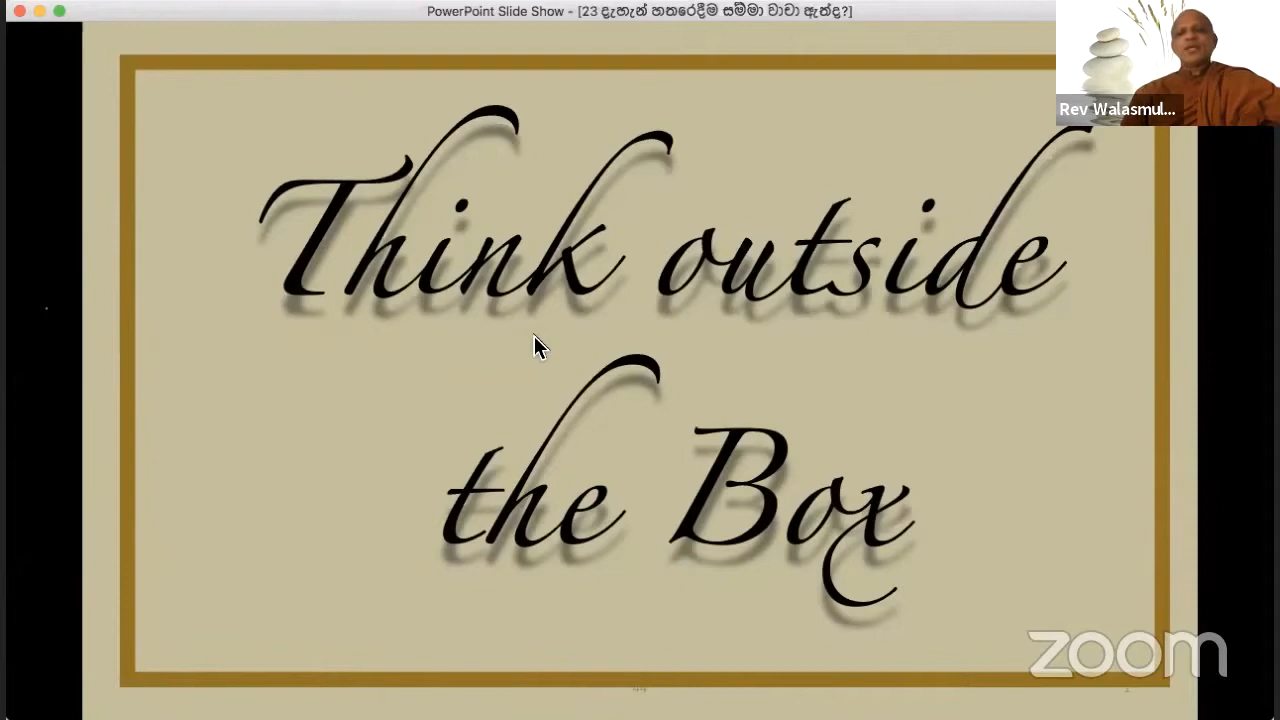 PowerPoint Slide Show - [23 දැහැන් හතරෙදීම සම්මා වාචා ඇත්ද?]
Rev Walasmul...
Think outside
the Box
zoom